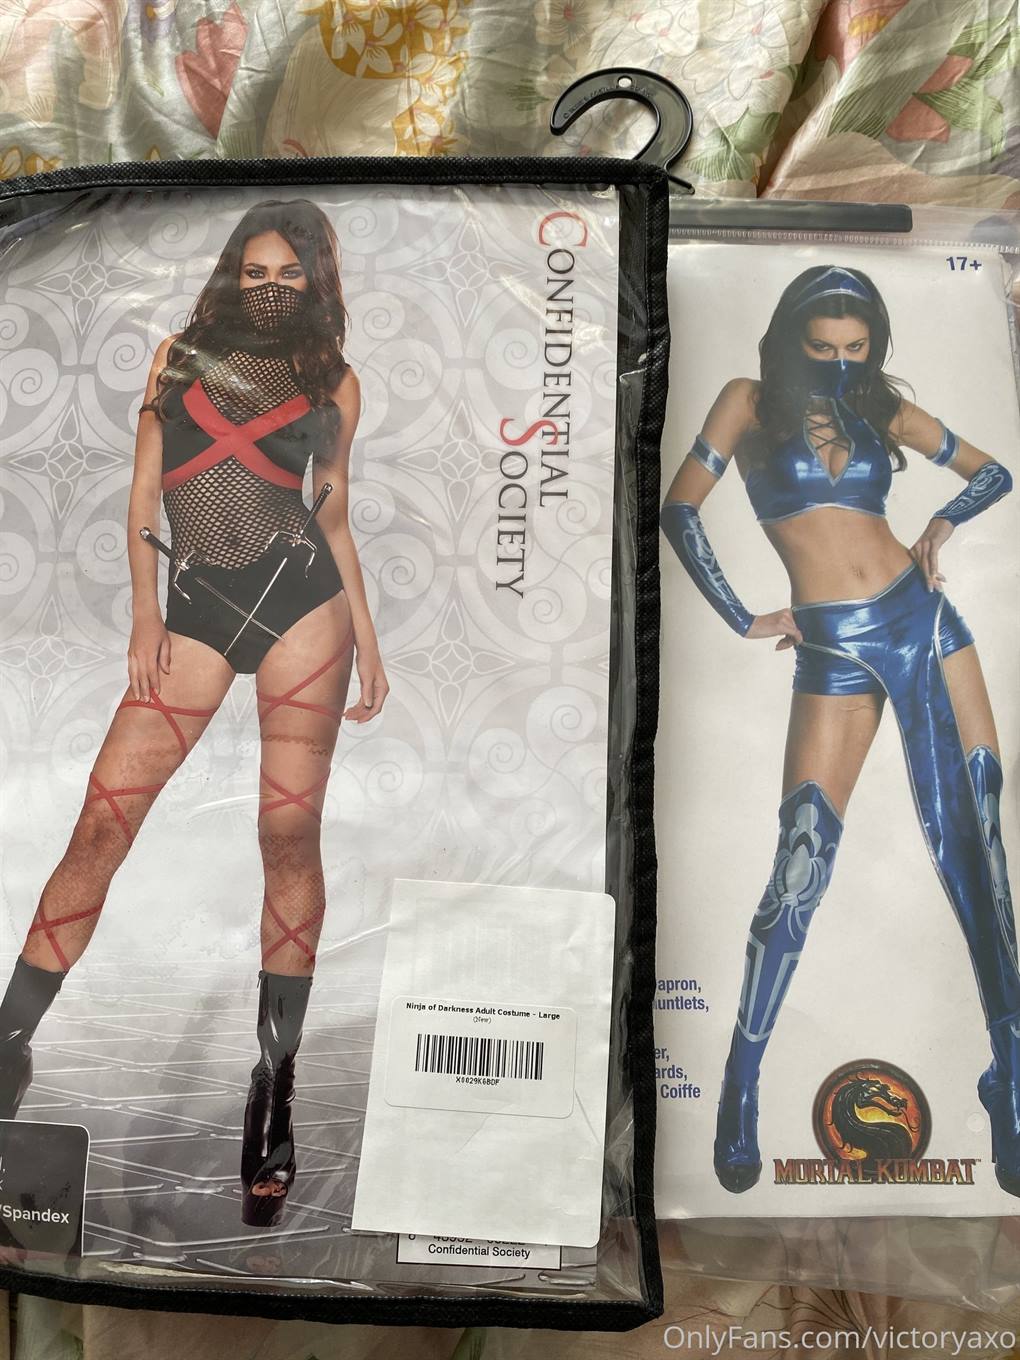 CONFIDENTIAL
SOCIETY
17+
apron,
untlets,
er,
ards,
Coiffe
MORTAL KOMBAT™
Ninja of Darkness Adult Costume - Large
(New)
X0029K6BDF
/Spandex
Confidential Society
OnlyFans.com/victoryaxo